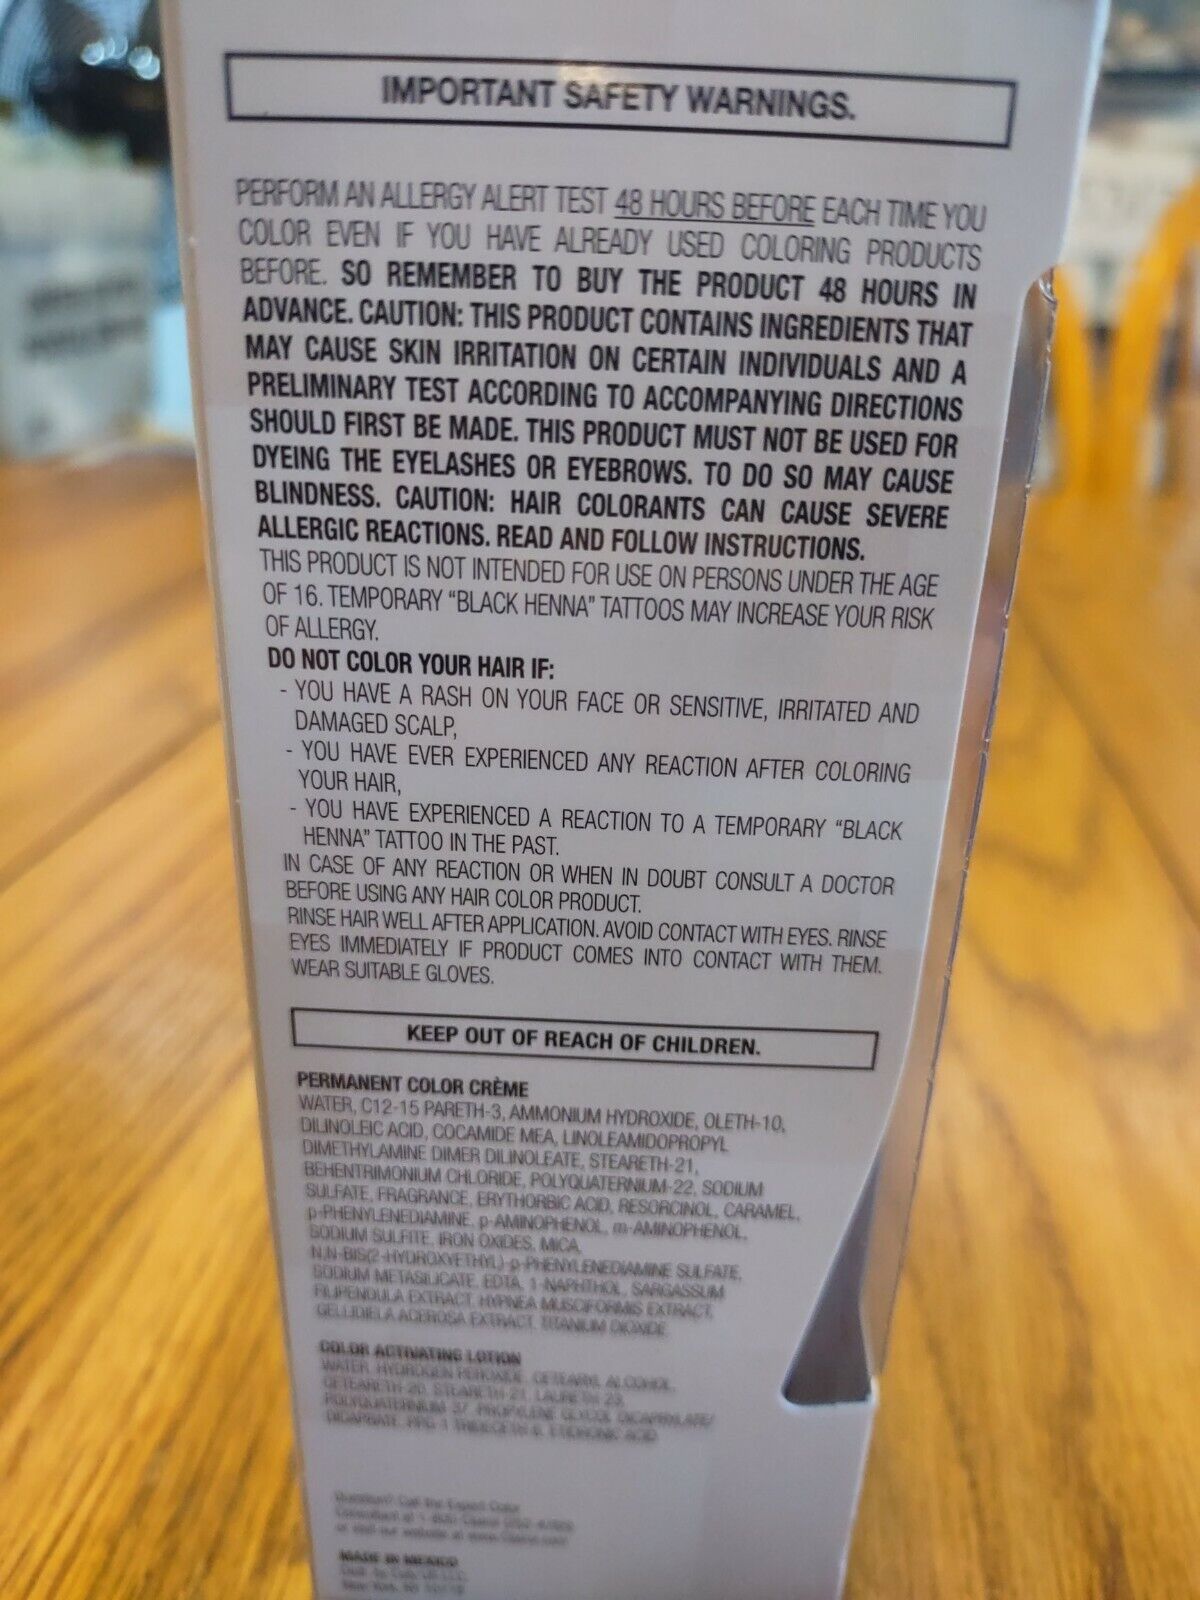 IMPORTANT SAFETY WARNINGS.
PERFORM AN ALLERGY ALERT TEST 48 HOURS BEFORE EACH TIME YOU
COLOR EVEN IF YOU HAVE ALREADY USED COLORING PRODUCTS
BEFORE. SO REMEMBER TO BUY THE PRODUCT 48 HOURS IN
ADVANCE. CAUTION: THIS PRODUCT CONTAINS INGREDIENTS THAT
MAY CAUSE SKIN IRRITATION ON CERTAIN INDIVIDUALS AND A
PRELIMINARY TEST ACCORDING TO ACCOMPANYING DIRECTIONS
SHOULD FIRST BE MADE. THIS PRODUCT MUST NOT BE USED FOR
DYEING THE EYELASHES OR EYEBROWS. TO DO SO MAY CAUSE
BLINDNESS. CAUTION: HAIR COLORANTS CAN CAUSE SEVERE
ALLERGIC REACTIONS. READ AND FOLLOW INSTRUCTIONS.
THIS PRODUCT IS NOT INTENDED FOR USE ON PERSONS UNDER THE AGE
OF 16. TEMPORARY “BLACK HENNA” TATTOOS MAY INCREASE YOUR RISK
OF ALLERGY.
DO NOT COLOR YOUR HAIR IF:
- YOU HAVE A RASH ON YOUR FACE OR SENSITIVE, IRRITATED AND
DAMAGED SCALP,
- YOU HAVE EVER EXPERIENCED ANY REACTION AFTER COLORING
YOUR HAIR,
- YOU HAVE EXPERIENCED A REACTION TO A TEMPORARY “BLACK
HENNA” TATTOO IN THE PAST.
IN CASE OF ANY REACTION OR WHEN IN DOUBT CONSULT A DOCTOR
BEFORE USING ANY HAIR COLOR PRODUCT.
RINSE HAIR WELL AFTER APPLICATION. AVOID CONTACT WITH EYES. RINSE
EYES IMMEDIATELY IF PRODUCT COMES INTO CONTACT WITH THEM.
WEAR SUITABLE GLOVES.
KEEP OUT OF REACH OF CHILDREN.
PERMANENT COLOR CRÈME
WATER, C12-15 PARETH-3, AMMONIUM HYDROXIDE, OLETH-10,
DILINOLEIC ACID, COCAMIDE MEA, LINOLEAMIDOPROPYL
DIMETHYLAMINE DIMER DILINOLEATE, STEARETH-21,
BEHENTRIMONIUM CHLORIDE, POLYQUATERNIUM-22, SODIUM
SULFATE, FRAGRANCE, ERYTHORBIC ACID, RESORCINOL, CARAMEL,
p-PHENYLENEDIAMINE, p-AMINOPHENOL, m-AMINOPHENOL,
SODIUM SULFITE, IRON OXIDES, MICA,
N,N-BIS(2-HYDROXYETHYL)-p-PHENYLENEDIAMINE SULFATE,
SODIUM METASILICATE, EDTA, 1-NAPHTHOL, SARGASSUM
FILIPENDULA EXTRACT, HYPNEA MUSCIFORMIS EXTRACT,
GELLIDIELA ACEROSA EXTRACT, TITANIUM DIOXIDE
COLOR ACTIVATING LOTION
WATER, HYDROGEN PEROXIDE, CETEARYL ALCOHOL,
CETEARETH-20, STEARETH-21, LAURETH-23,
POLYQUATERNIUM 37, PROPYLENE GLYCOL DICAPRYLATE/
MADE IN MEXICO